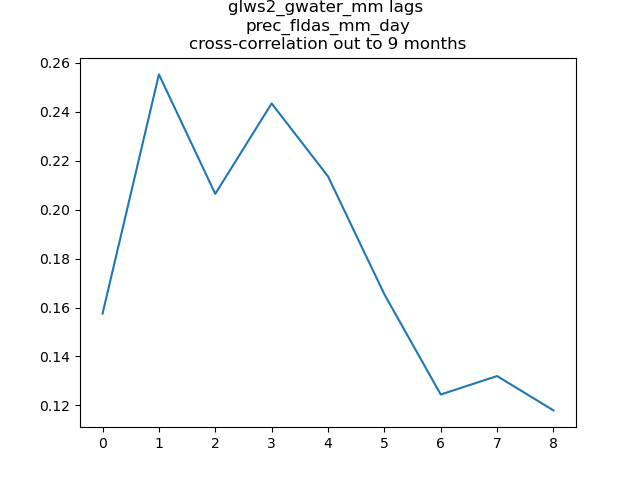 glws2_gwater_mm lags
prec_fldas_mm_day
cross-correlation out to 9 months
0.26
0.24
0.22
0.20
0.18
0.16
0.14
0.12
0 1 2 3 4 5 6 7 8